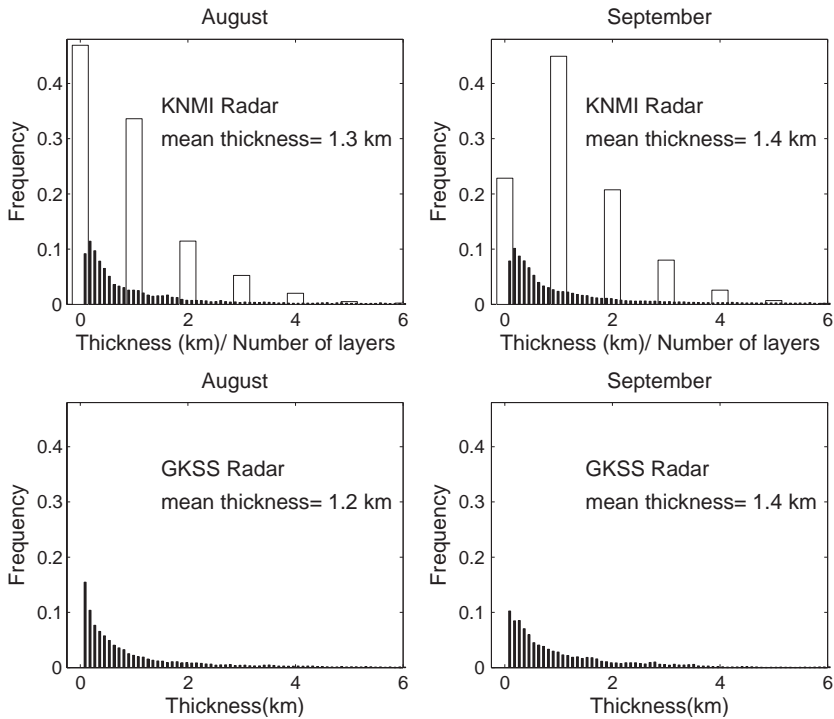 August
0.4
0.3
0.2
0.1
0
Frequency
KNMI Radar
mean thickness= 1.3 km
0 2 4 6
Thickness (km)/ Number of layers
September
0.4
0.3
0.2
0.1
0
Frequency
KNMI Radar
mean thickness= 1.4 km
0 2 4 6
Thickness (km)/ Number of layers
August
0.4
0.3
0.2
0.1
0
Frequency
GKSS Radar
mean thickness= 1.2 km
0 2 4 6
Thickness(km)
September
0.4
0.3
0.2
0.1
0
Frequency
GKSS Radar
mean thickness= 1.4 km
0 2 4 6
Thickness(km)